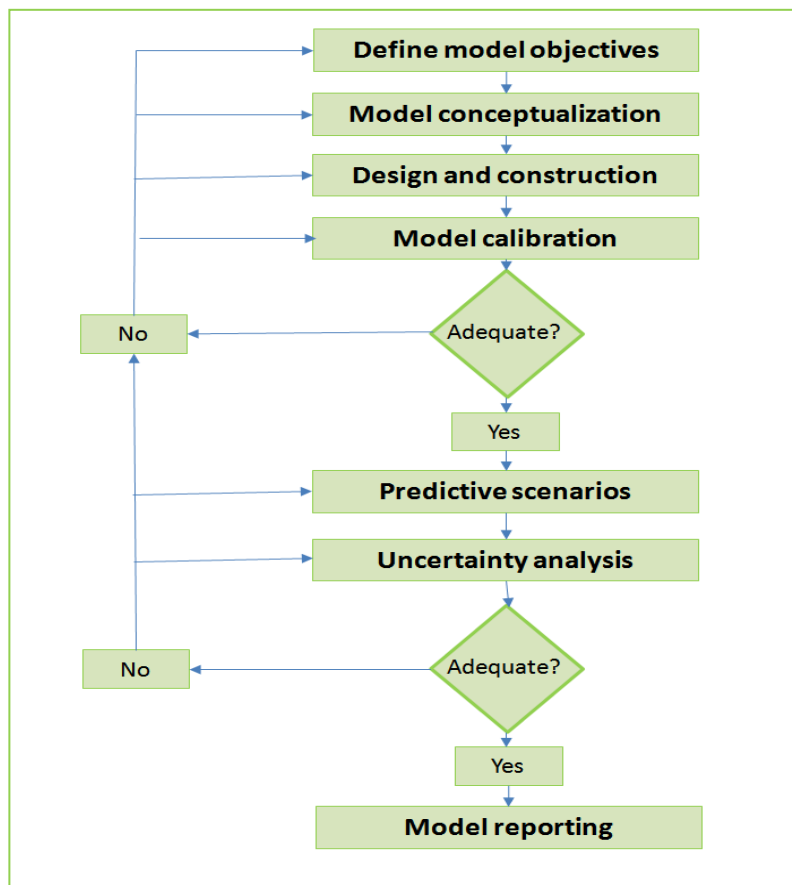 Define model objectives
Model conceptualization
Design and construction
Model calibration
Adequate?
No
Yes
Predictive scenarios
Uncertainty analysis
Adequate?
No
Yes
Model reporting